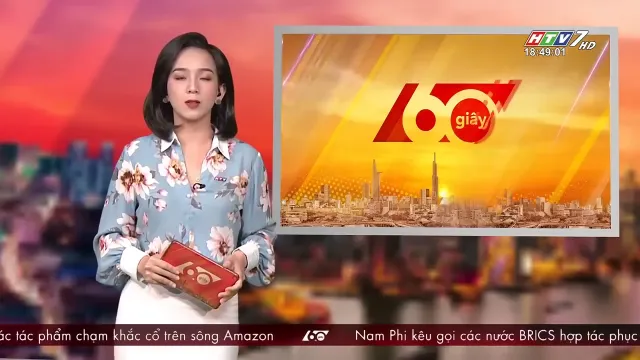 HTV7 HD
18:49:01
60 giây
60
ác tác phẩm chạm khắc cổ trên sông Amazon 60 Nam Phi kêu gọi các nước BRICS hợp tác phục